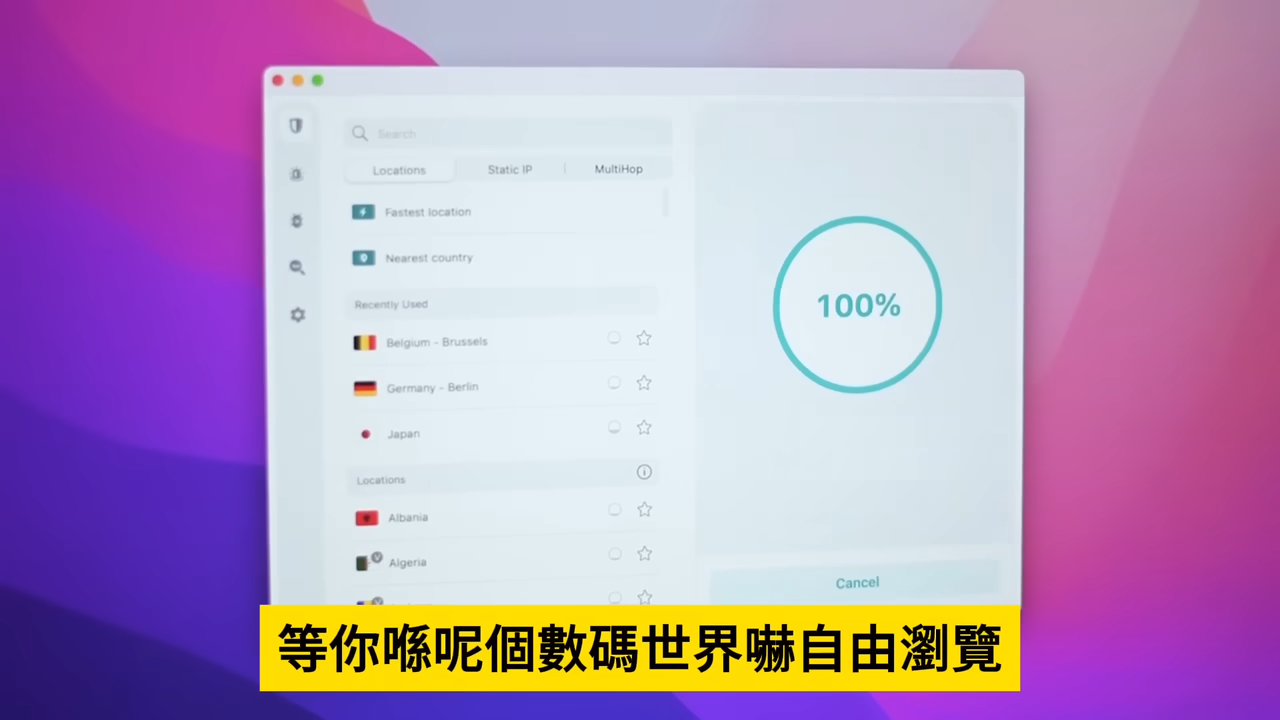 Search
Locations
Static IP
MultiHop
Fastest location
Nearest country
Recently Used
Belgium - Brussels
Germany - Berlin
Japan
Locations
Albania
Algeria
100%
Cancel
等你喺呢個數碼世界嚇自由瀏覽